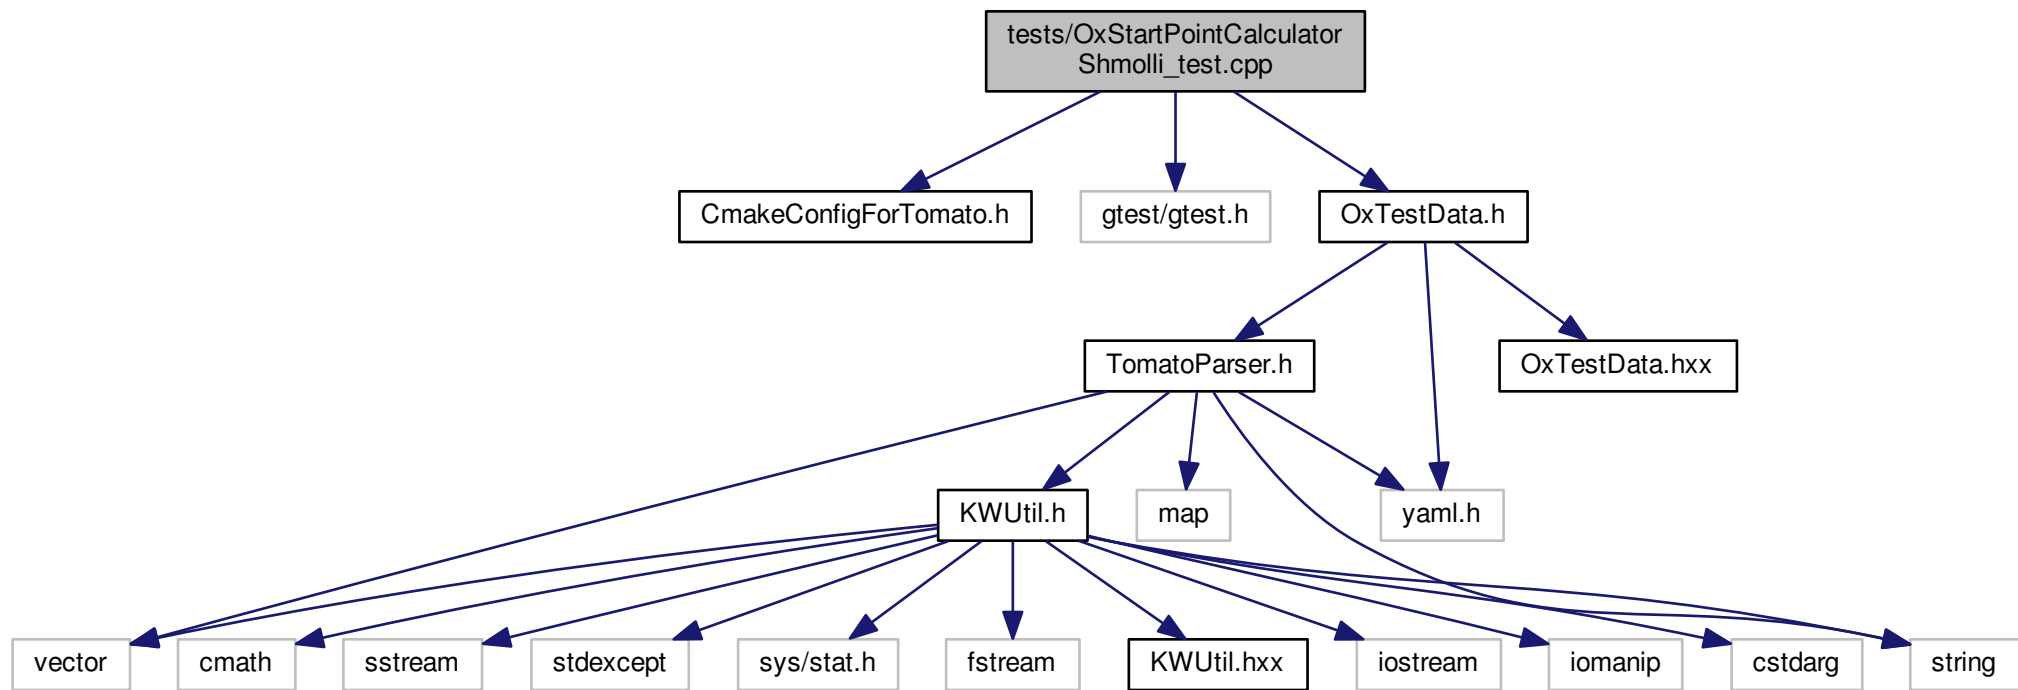 tests/OxStartPointCalculator
Shmolli_test.cpp
CmakeConfigForTomato.h
gtest/gtest.h
OxTestData.h
TomatoParser.h
OxTestData.hxx
KWUtil.h
map
yaml.h
vector
cmath
sstream
stdexcept
sys/stat.h
fstream
KWUtil.hxx
iostream
iomanip
cstdarg
string